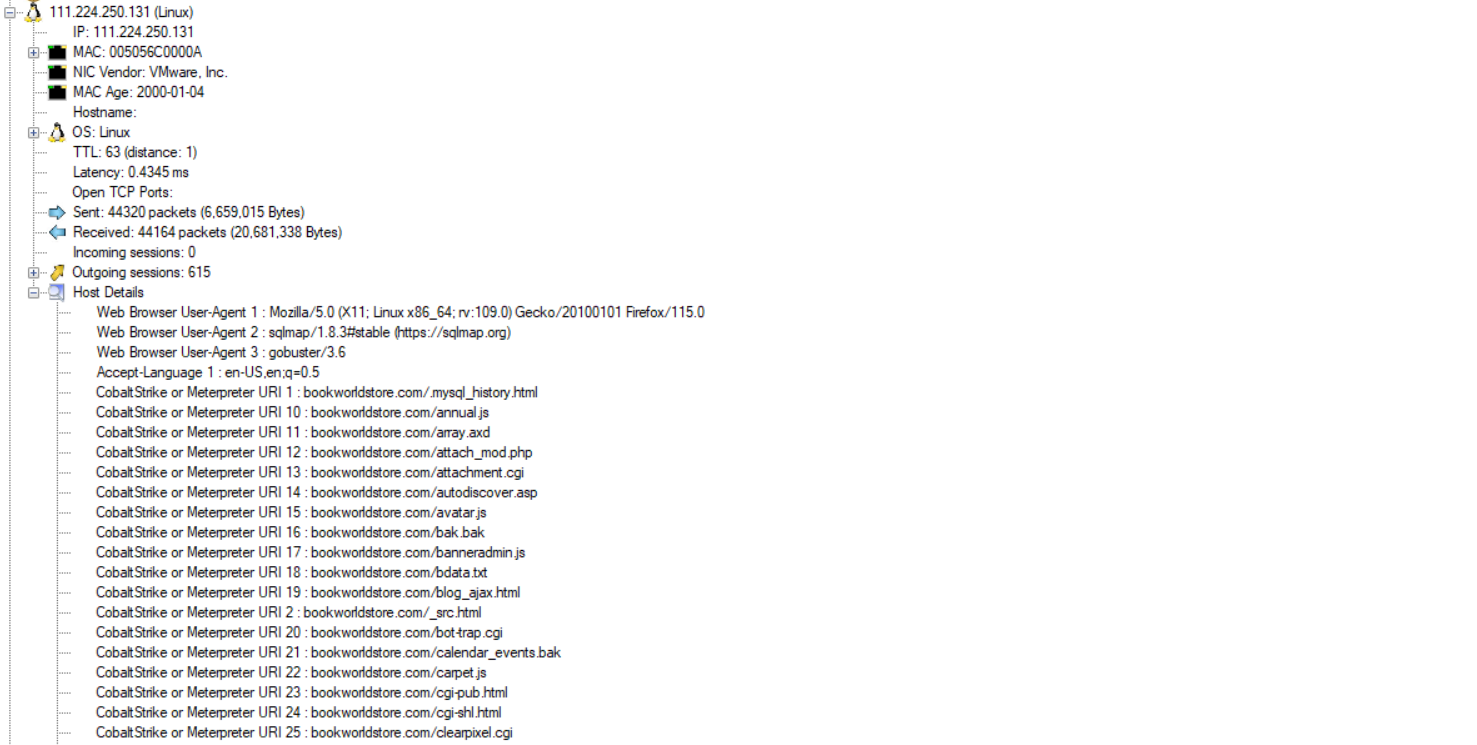 111.224.250.131 (Linux)
IP: 111.224.250.131
MAC: 005056C0000A
NIC Vendor: VMware, Inc.
MAC Age: 2000-01-04
Hostname:
OS: Linux
TTL: 63 (distance: 1)
Latency: 0.4345 ms
Open TCP Ports:
Sent: 44320 packets (6,659,015 Bytes)
Received: 44164 packets (20,681,338 Bytes)
Incoming sessions: 0
Outgoing sessions: 615
Host Details
Web Browser User-Agent 1 : Mozilla/5.0 (X11; Linux x86_64; rv:109.0) Gecko/20100101 Firefox/115.0
Web Browser User-Agent 2 : sqlmap/1.8.3#stable (https://sqlmap.org)
Web Browser User-Agent 3 : gobuster/3.6
Accept-Language 1 : en-US,en;q=0.5
CobaltStrike or Meterpreter URI 1 : bookworldstore.com/.mysql_history.html
CobaltStrike or Meterpreter URI 10 : bookworldstore.com/annual.js
CobaltStrike or Meterpreter URI 11 : bookworldstore.com/array.axd
CobaltStrike or Meterpreter URI 12 : bookworldstore.com/attach_mod.php
CobaltStrike or Meterpreter URI 13 : bookworldstore.com/attachment.cgi
CobaltStrike or Meterpreter URI 14 : bookworldstore.com/autodiscover.asp
CobaltStrike or Meterpreter URI 15 : bookworldstore.com/avatar.js
CobaltStrike or Meterpreter URI 16 : bookworldstore.com/bak.bak
CobaltStrike or Meterpreter URI 17 : bookworldstore.com/banneradmin.js
CobaltStrike or Meterpreter URI 18 : bookworldstore.com/bdata.txt
CobaltStrike or Meterpreter URI 19 : bookworldstore.com/blog_ajax.html
CobaltStrike or Meterpreter URI 2 : bookworldstore.com/_src.html
CobaltStrike or Meterpreter URI 20 : bookworldstore.com/bot-trap.cgi
CobaltStrike or Meterpreter URI 21 : bookworldstore.com/calendar_events.bak
CobaltStrike or Meterpreter URI 22 : bookworldstore.com/carpet.js
CobaltStrike or Meterpreter URI 23 : bookworldstore.com/cgi-pub.html
CobaltStrike or Meterpreter URI 24 : bookworldstore.com/cgi-shl.html
CobaltStrike or Meterpreter URI 25 : bookworldstore.com/clearpixel.cgi